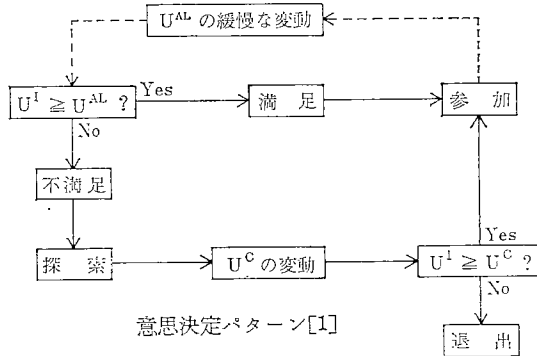 U^AL の緩慢な変動
U^I ≧ U^AL ?
Yes
満足
参加
No
不満足
探索
U^C の変動
Yes
U^I ≧ U^C ?
No
意思決定パターン[1]
退出